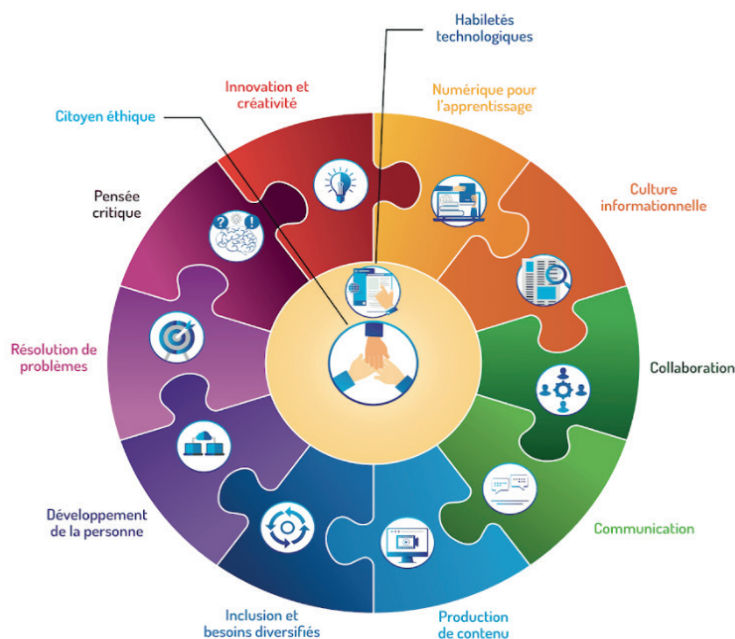 Habiletés
technologiques
Innovation et
créativité
Numérique pour
l'apprentissage
Citoyen éthique
Pensée
critique
Culture
informationnelle
Résolution de
problèmes
Collaboration
Développement
de la personne
Communication
Inclusion et
besoins diversifiés
Production
de contenu